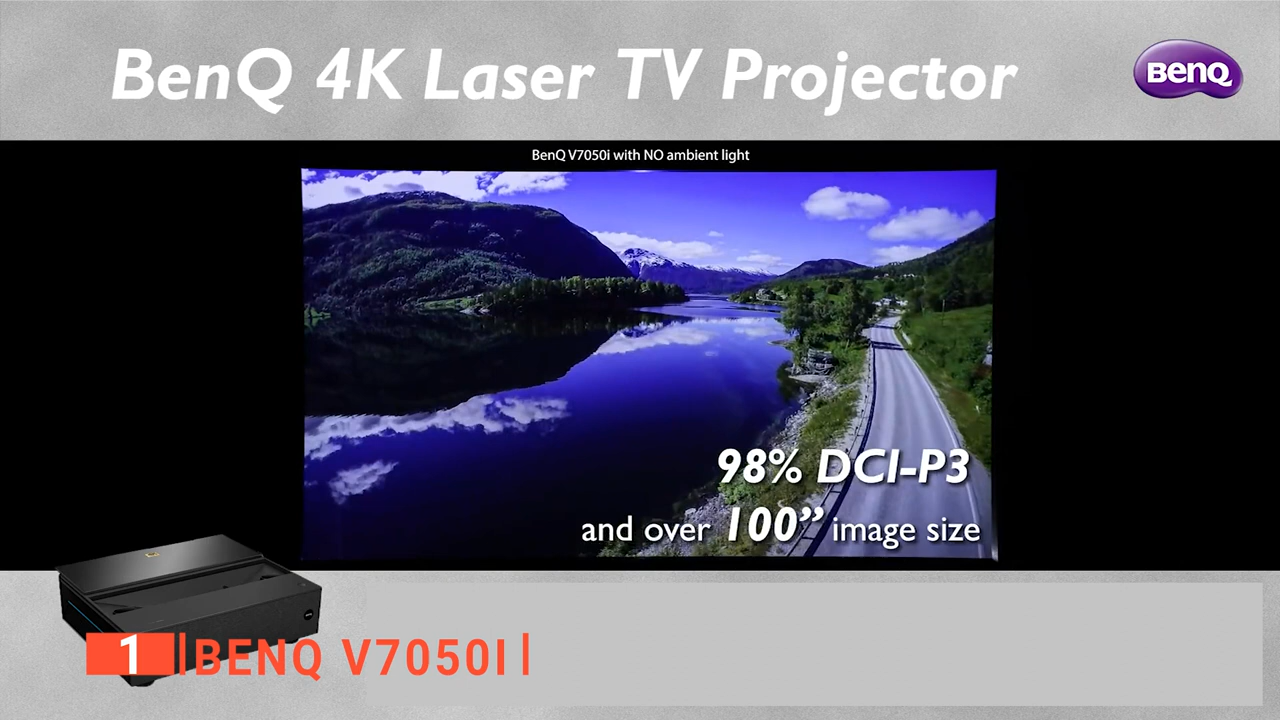 BenQ 4K Laser TV Projector
BenQ
BenQ V7050i with NO ambient light
98% DCI-P3
and over 100” image size
1 BENQ V7050I